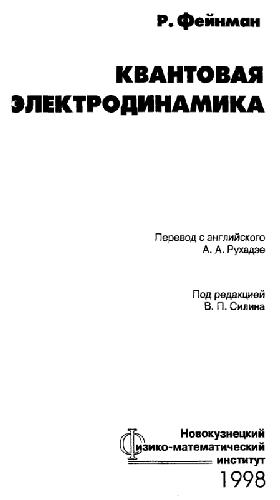 Р. Фейнман
КВАНТОВАЯ
ЭЛЕКТРОДИНАМИКА
Перевод с английского
А. А. Рухадзе
Под редакцией
В. П. Силина
Новокузнецкий
Физико-математический
институт
1998